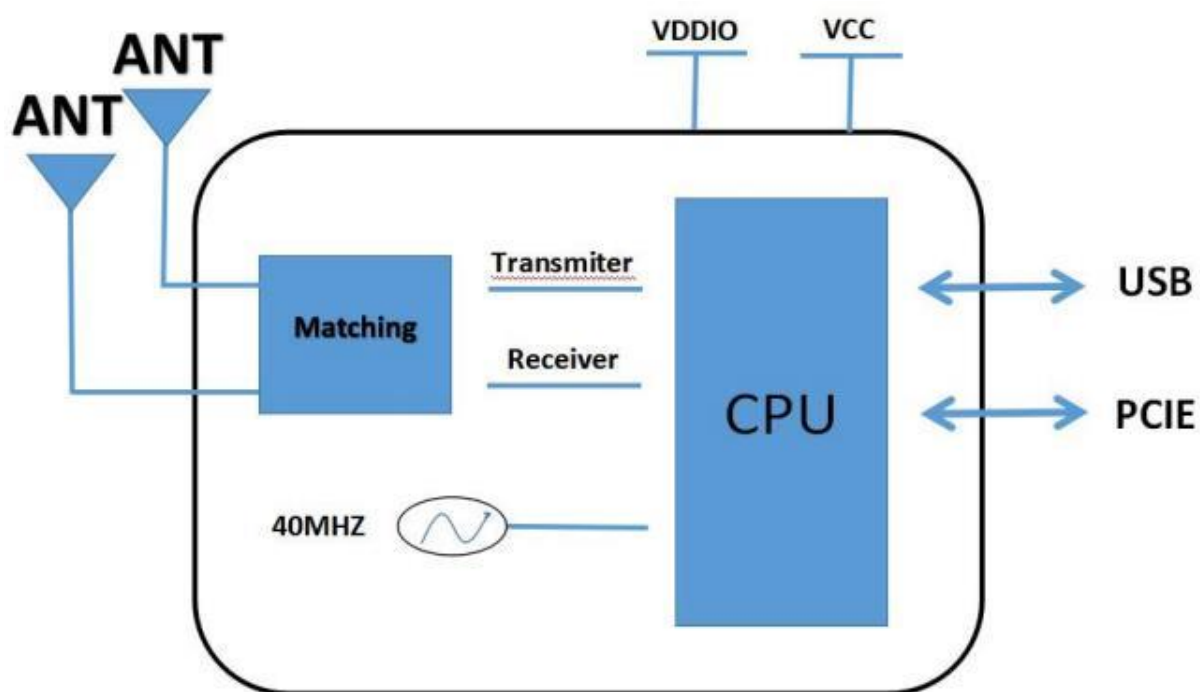 VDDIO
VCC
ANT
ANT
Transmiter
USB
Matching
Receiver
CPU
PCIE
40MHZ